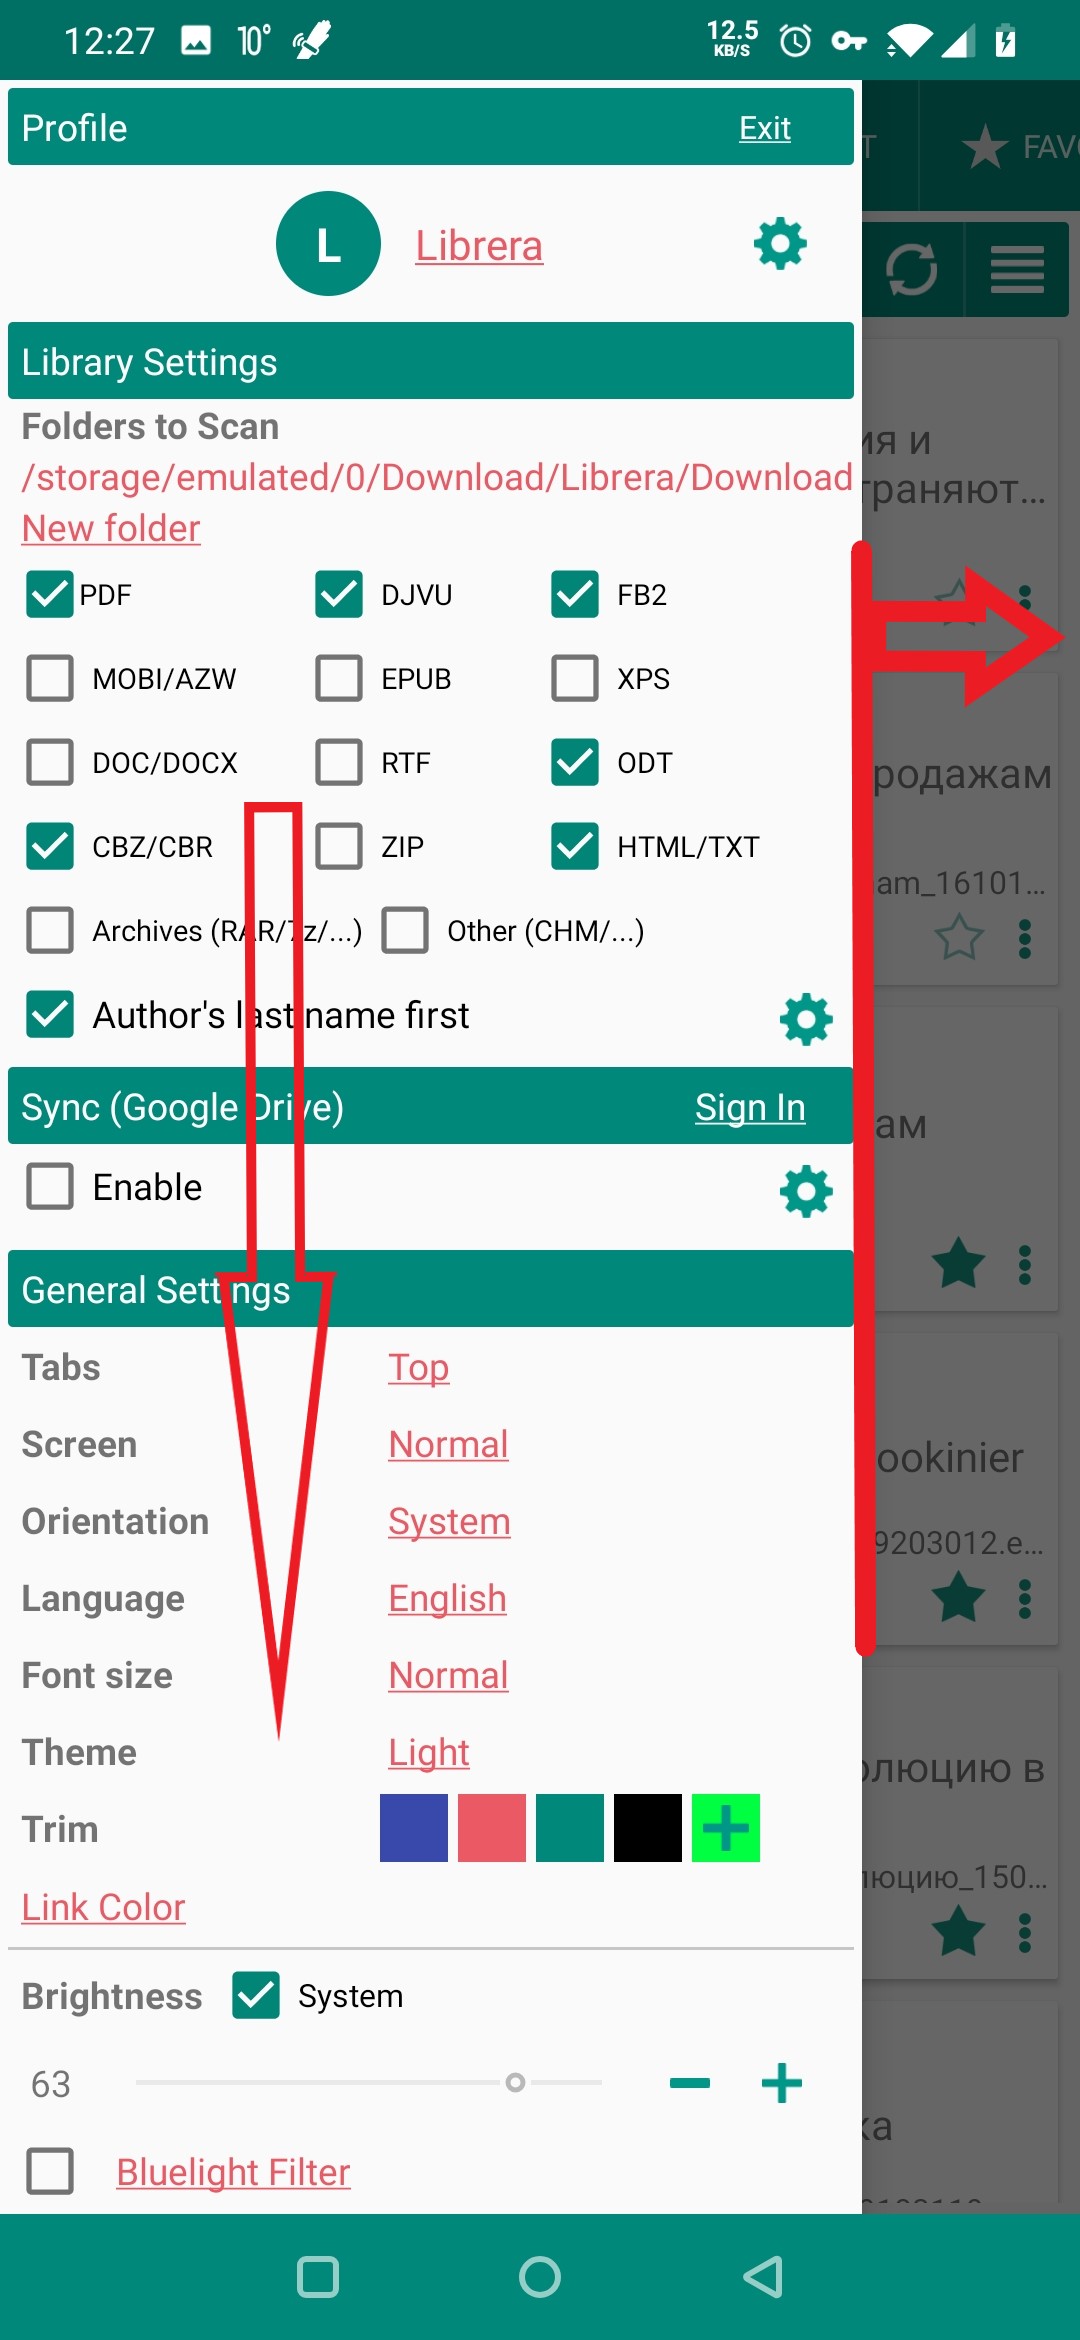 12:27 10° 12.5 KB/S
Profile Exit
T FAV
L Librera
Library Settings
Folders to Scan
ия и
/storage/emulated/0/Download/Librera/Download
траняют...
New folder
PDF DJVU FB2
MOBI/AZW EPUB XPS
DOC/DOCX RTF ODT
родажам
CBZ/CBR ZIP HTML/TXT
am_16101...
Archives (RAR/7z/...) Other (CHM/...)
Author's last name first
Sync (Google Drive) Sign In
ам
Enable
General Settings
Tabs Top
Screen Normal
ookinier
Orientation System
9203012.e...
Language English
Font size Normal
Theme Light
олюцию в
Trim
люцию_150...
Link Color
Brightness System
63
ка
Bluelight Filter